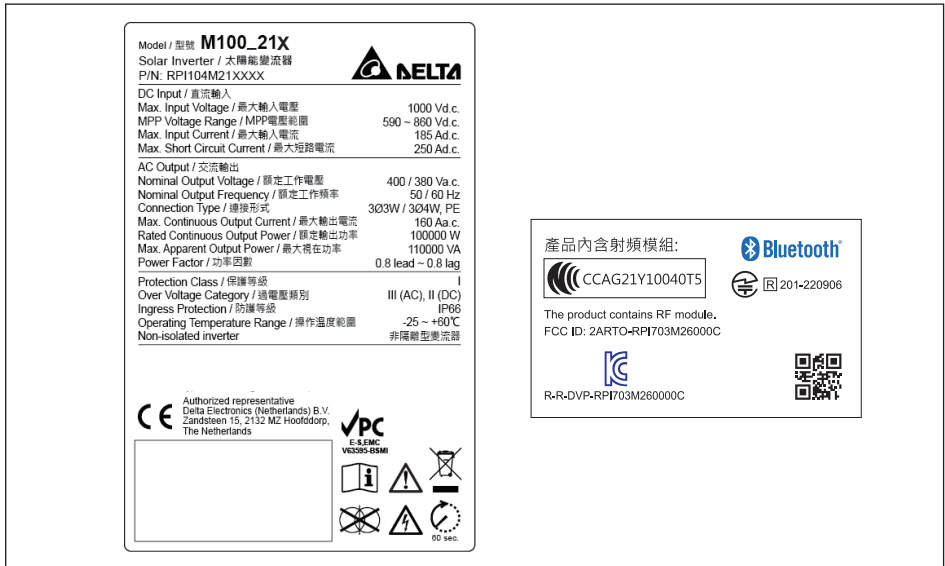 Model / 型號 M100_21X
Solar Inverter / 太陽能變流器
P/N: RPI104M21XXXX
DELTA
DC Input / 直流輸入
Max. Input Voltage / 最大輸入電壓 1000 Vd.c.
MPP Voltage Range / MPP電壓範圍 590 ~ 860 Vd.c.
Max. Input Current / 最大輸入電流 185 Ad.c.
Max. Short Circuit Current / 最大短路電流 250 Ad.c.
AC Output / 交流輸出
Nominal Output Voltage / 額定工作電壓 400 / 380 Va.c.
Nominal Output Frequency / 額定工作頻率 50 / 60 Hz
Connection Type / 連接形式 3Ø3W / 3Ø4W, PE
Max. Continuous Output Current / 最大輸出電流 160 Aa.c.
Rated Continuous Output Power / 額定輸出功率 100000 W
Max. Apparent Output Power / 最大視在功率 110000 VA
Power Factor / 功率因數 0.8 lead ~ 0.8 lag
Protection Class / 保護等級 I
Over Voltage Category / 過電壓類別 III (AC), II (DC)
Ingress Protection / 防護等級 IP66
Operating Temperature Range / 操作溫度範圍 -25 ~ +60℃
Non-isolated inverter 非隔離型變流器
CE
Authorized representative
Delta Electronics (Netherlands) B.V.
Zandsteen 15, 2132 MZ Hoofddorp,
The Netherlands
VPC
E-S,EMC
V63595-BSMI
60 sec.
產品內含射頻模組:
CCAG21Y10040T5
Bluetooth®
R 201-220906
The product contains RF module.
FCC ID: 2ARTO-RPI703M26000C
R-R-DVP-RPI703M260000C